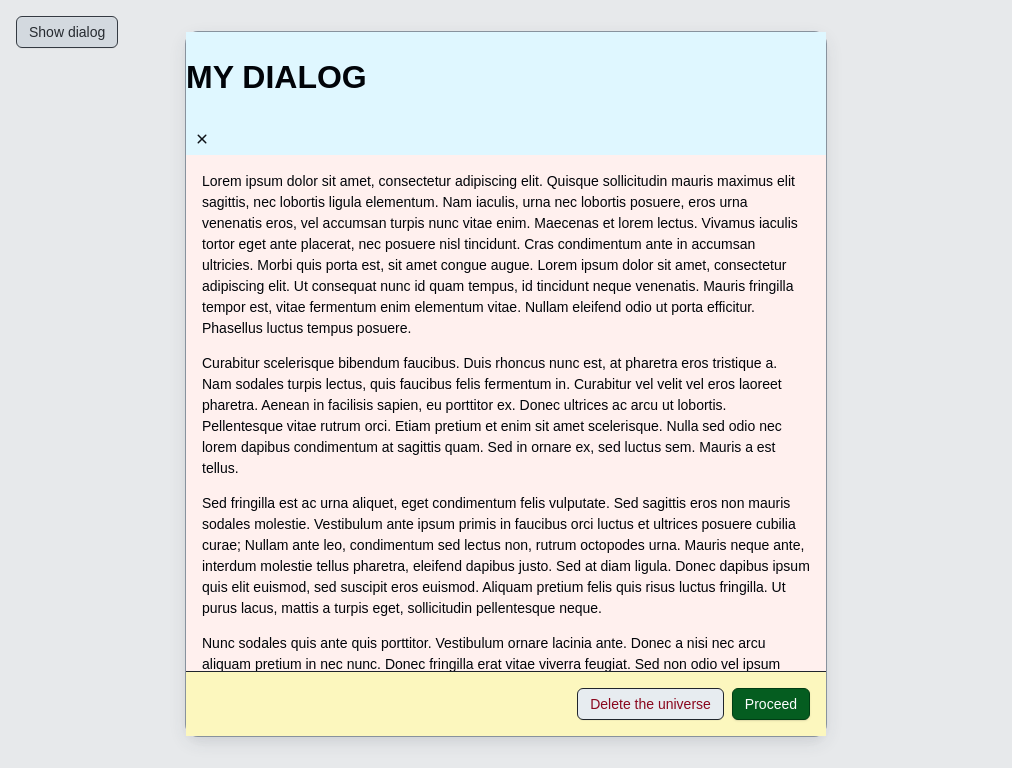 Show dialog
MY DIALOG
✕
Lorem ipsum dolor sit amet, consectetur adipiscing elit. Quisque sollicitudin mauris maximus elit
sagittis, nec lobortis ligula elementum. Nam iaculis, urna nec lobortis posuere, eros urna
venenatis eros, vel accumsan turpis nunc vitae enim. Maecenas et lorem lectus. Vivamus iaculis
tortor eget ante placerat, nec posuere nisl tincidunt. Cras condimentum ante in accumsan
ultricies. Morbi quis porta est, sit amet congue augue. Lorem ipsum dolor sit amet, consectetur
adipiscing elit. Ut consequat nunc id quam tempus, id tincidunt neque venenatis. Mauris fringilla
tempor est, vitae fermentum enim elementum vitae. Nullam eleifend odio ut porta efficitur.
Phasellus luctus tempus posuere.
Curabitur scelerisque bibendum faucibus. Duis rhoncus nunc est, at pharetra eros tristique a.
Nam sodales turpis lectus, quis faucibus felis fermentum in. Curabitur vel velit vel eros laoreet
pharetra. Aenean in facilisis sapien, eu porttitor ex. Donec ultrices ac arcu ut lobortis.
Pellentesque vitae rutrum orci. Etiam pretium et enim sit amet scelerisque. Nulla sed odio nec
lorem dapibus condimentum at sagittis quam. Sed in ornare ex, sed luctus sem. Mauris a est
tellus.
Sed fringilla est ac urna aliquet, eget condimentum felis vulputate. Sed sagittis eros non mauris
sodales molestie. Vestibulum ante ipsum primis in faucibus orci luctus et ultrices posuere cubilia
curae; Nullam ante leo, condimentum sed lectus non, rutrum octopodes urna. Mauris neque ante,
interdum molestie tellus pharetra, eleifend dapibus justo. Sed at diam ligula. Donec dapibus ipsum
quis elit euismod, sed suscipit eros euismod. Aliquam pretium felis quis risus luctus fringilla. Ut
purus lacus, mattis a turpis eget, sollicitudin pellentesque neque.
Nunc sodales quis ante quis porttitor. Vestibulum ornare lacinia ante. Donec a nisi nec arcu
aliquam pretium in nec nunc. Donec fringilla erat vitae viverra feugiat. Sed non odio vel ipsum
Delete the universe
Proceed